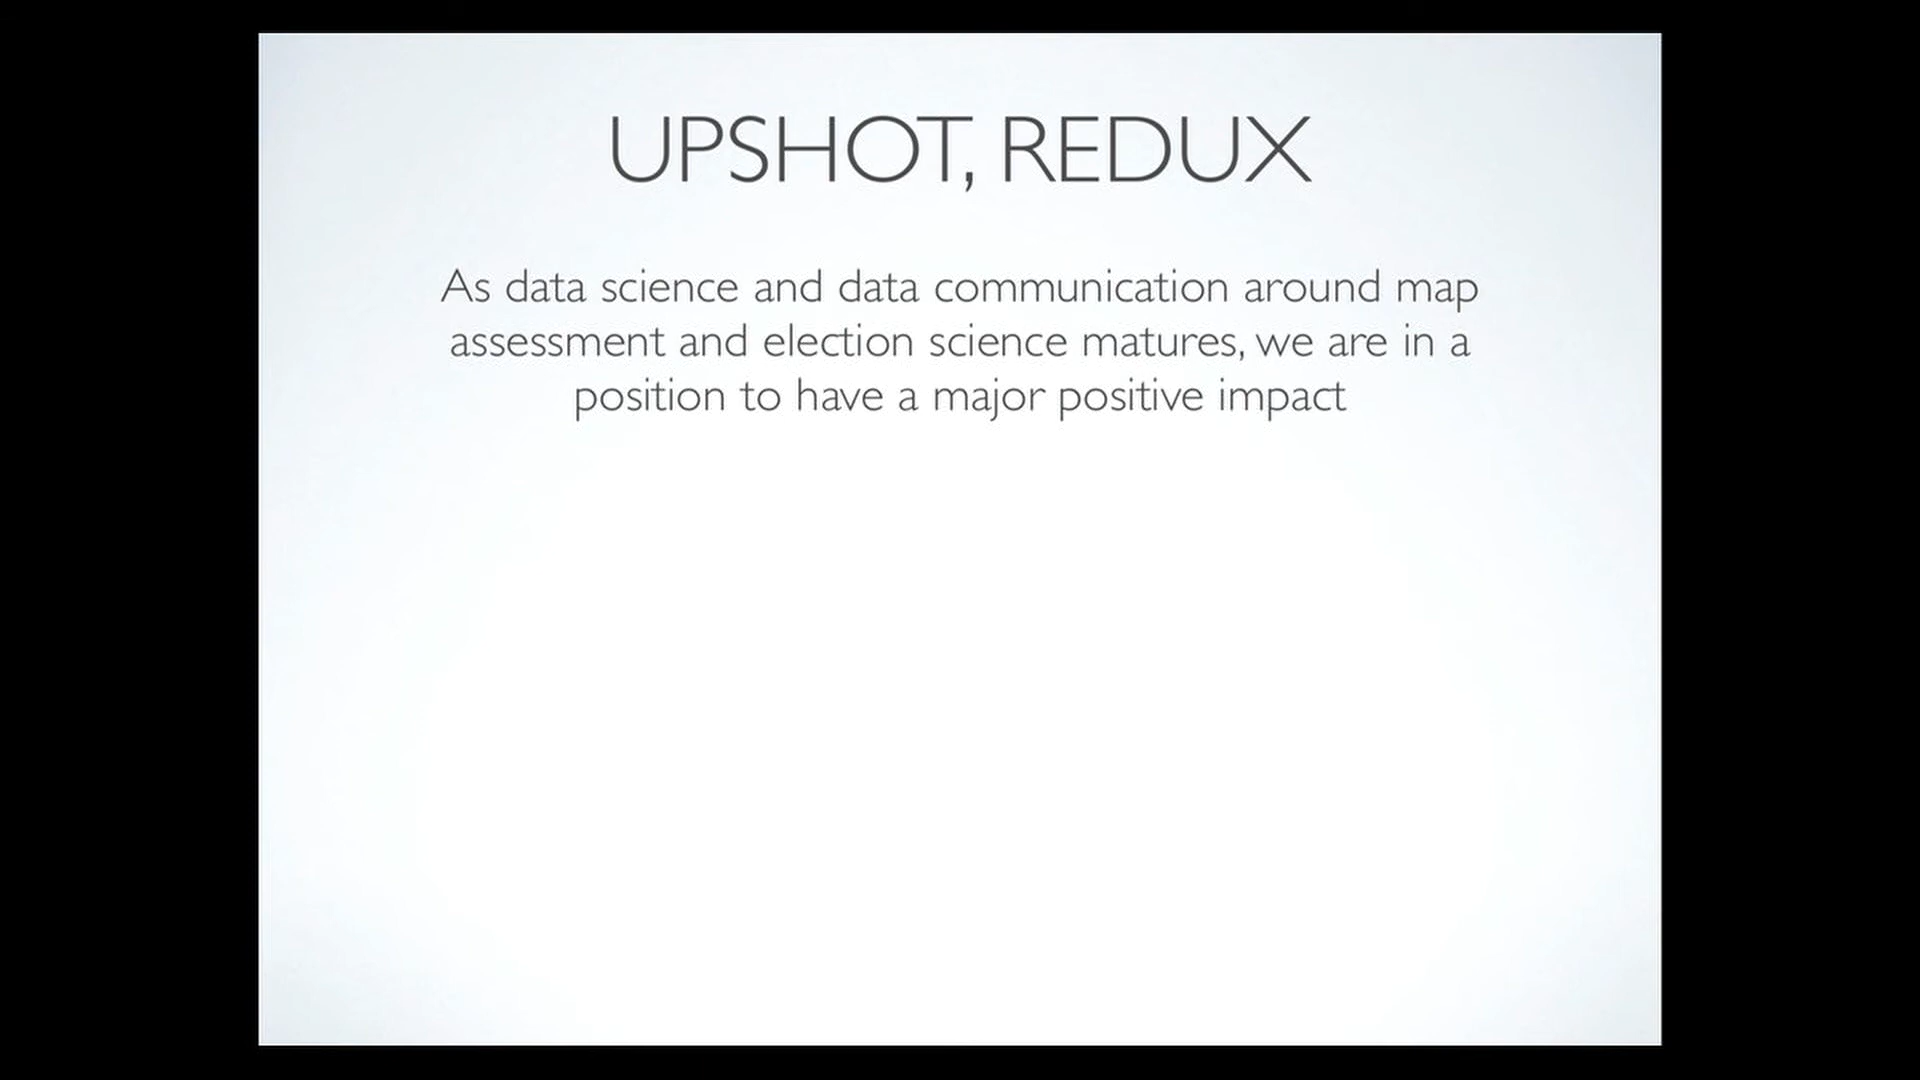 UPSHOT, REDUX
As data science and data communication around map
assessment and election science matures, we are in a
position to have a major positive impact